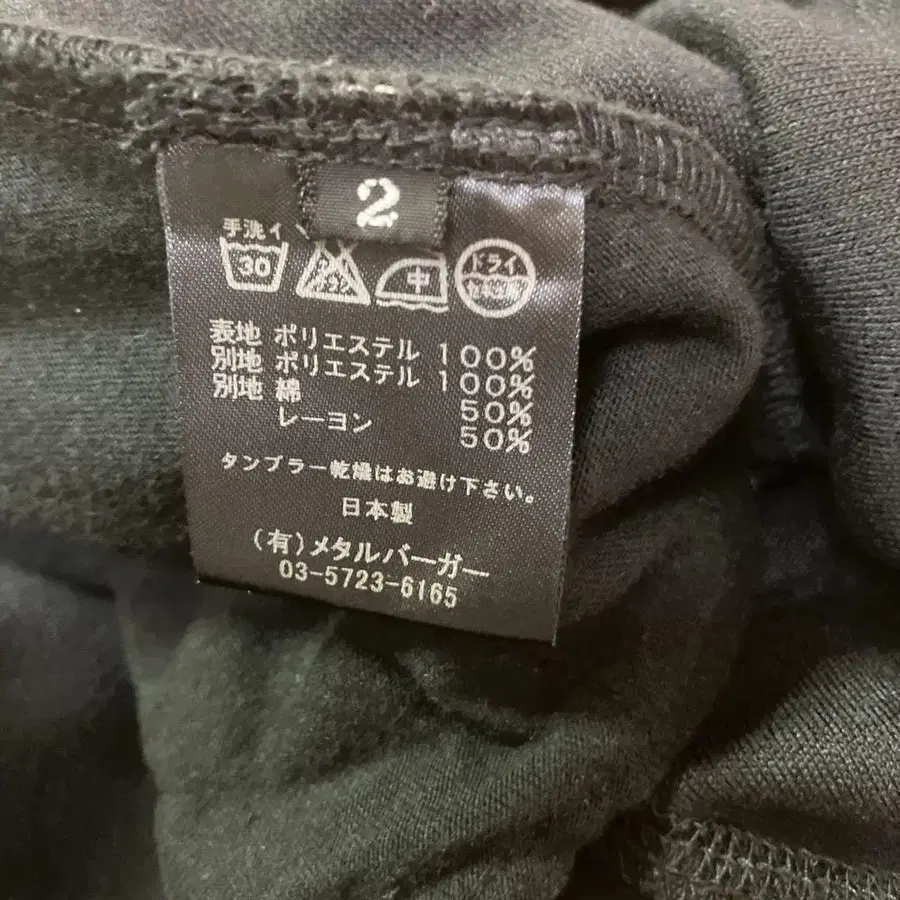 2
手洗イ
30
中
ドライ
表地 ポリエステル 100%
別地 ポリエステル 100%
別地 綿 50%
レーヨン 50%
タンブラー乾燥はお避け下さい。
日本製
(有)メタルバーガー
03-5723-6165